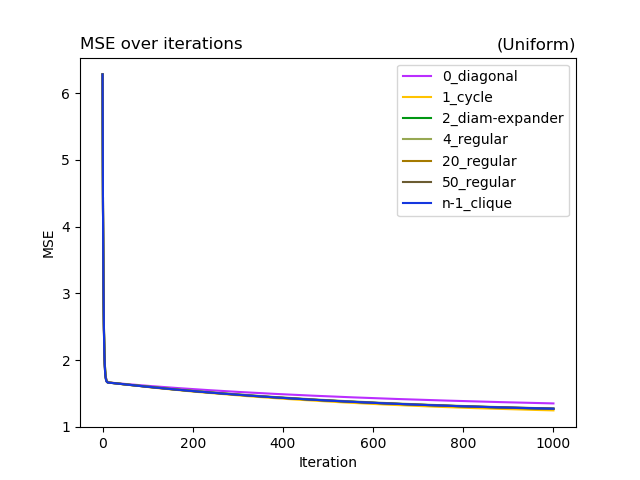 MSE over iterations (Uniform)
0_diagonal
1_cycle
2_diam-expander
4_regular
20_regular
50_regular
n-1_clique
MSE
6
5
4
3
2
1
0 200 400 600 800 1000
Iteration